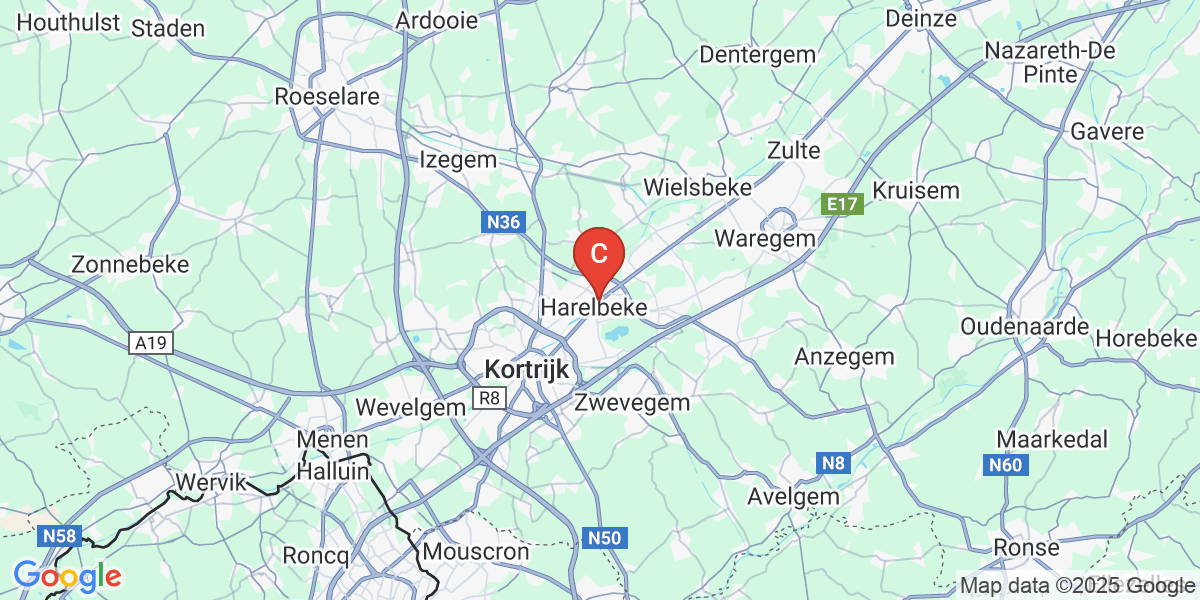 Houthulst
Staden
Ardooie
Deinze
Dentergem
Nazareth-De
Pinte
Roeselare
Gavere
Izegem
Zulte
Wielsbeke
Kruisem
E17
N36
Waregem
Zonnebeke
C
Harelbeke
Oudenaarde
Horebeke
A19
Anzegem
Kortrijk
R8
Wevelgem
Zwevegem
Menen
Halluin
Maarkedal
N8
N60
Wervik
Avelgem
N58
N50
Roncq
Mouscron
Ronse
Google
Map data ©2025 Google